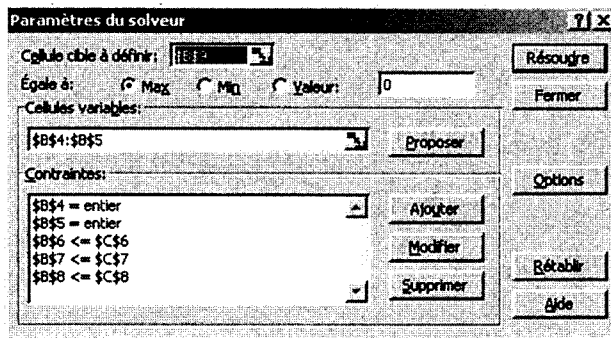 Paramètres du solveur
Cellule cible à définir:
Résoudre
Égale à: Max Min Valeur: 0
Fermer
Cellules variables:
$B$4:$B$5
Proposer
Contraintes:
Options
$B$4 = entier
$B$5 = entier
$B$6 <= $C$6
$B$7 <= $C$7
$B$8 <= $C$8
Ajouter
Modifier
Supprimer
Rétablir
Aide